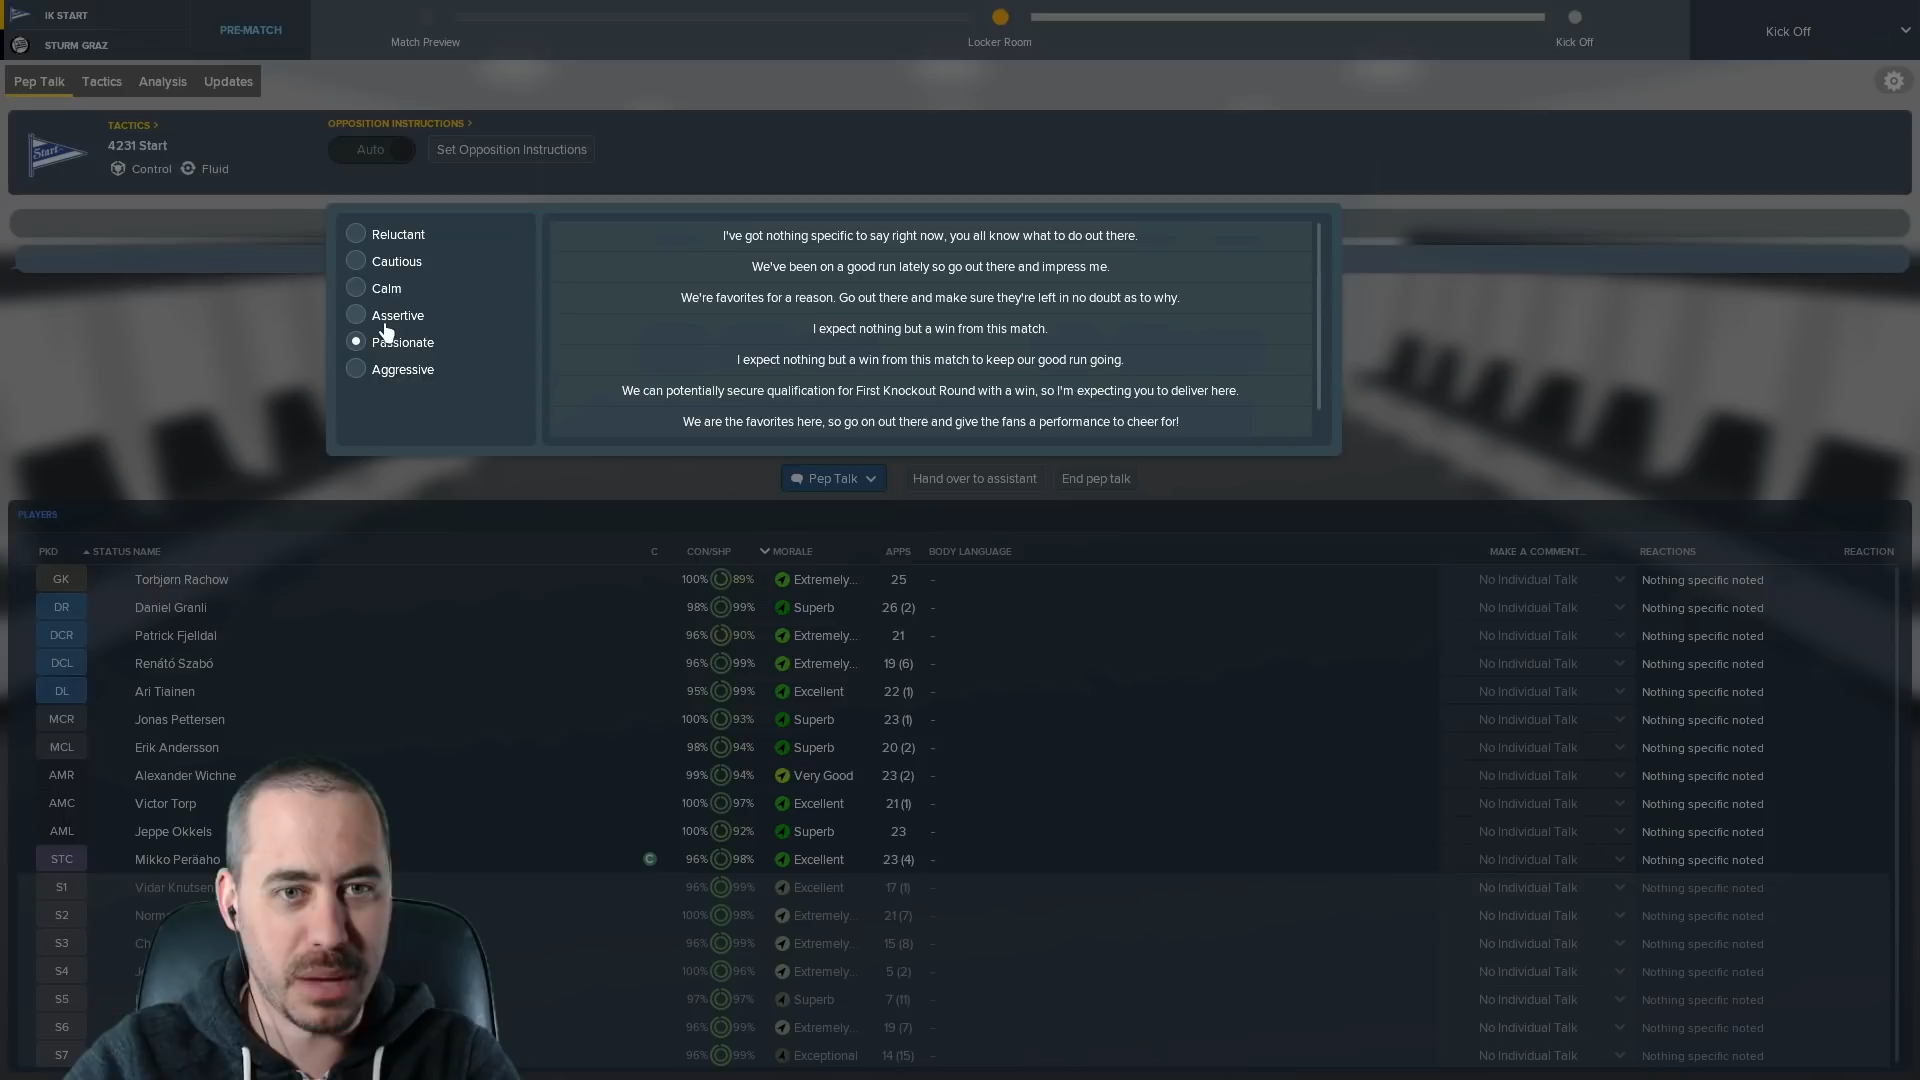 IK START
STURM GRAZ
PRE-MATCH
Match Preview
Locker Room
Kick Off
Kick Off
Pep Talk Tactics Analysis Updates
TACTICS >
4231 Start
Control Fluid
Start
OPPOSITION INSTRUCTIONS >
Auto Set Opposition Instructions
Reluctant
Cautious
Calm
Assertive
Passionate
Aggressive
I've got nothing specific to say right now, you all know what to do out there.
We've been on a good run lately so go out there and impress me.
We're favorites for a reason. Go out there and make sure they're left in no doubt as to why.
I expect nothing but a win from this match.
I expect nothing but a win from this match to keep our good run going.
We can potentially secure qualification for First Knockout Round with a win, so I'm expecting you to deliver here.
We are the favorites here, so go on out there and give the fans a performance to cheer for!
Pep Talk Hand over to assistant End pep talk
PLAYERS
PKD STATUS NAME C CON/SHP MORALE APPS BODY LANGUAGE MAKE A COMMENT... REACTIONS REACTION
GK Torbjørn Rachow 100% 89% Extremely... 25 - No Individual Talk Nothing specific noted
DR Daniel Granli 98% 99% Superb 26 (2) - No Individual Talk Nothing specific noted
DCR Patrick Fjelldal 96% 90% Extremely... 21 - No Individual Talk Nothing specific noted
DCL Renátó Szabó 96% 99% Extremely... 19 (6) - No Individual Talk Nothing specific noted
DL Ari Tiainen 95% 99% Excellent 22 (1) - No Individual Talk Nothing specific noted
MCR Jonas Pettersen 100% 93% Superb 23 (1) - No Individual Talk Nothing specific noted
MCL Erik Andersson 98% 94% Superb 20 (2) - No Individual Talk Nothing specific noted
AMR Alexander Wichne 99% 94% Very Good 23 (2) - No Individual Talk Nothing specific noted
AMC Victor Torp 100% 97% Excellent 21 (1) - No Individual Talk Nothing specific noted
AML Jeppe Okkels 100% 92% Superb 23 - No Individual Talk Nothing specific noted
STC Mikko Peräaho C 96% 98% Excellent 23 (4) - No Individual Talk Nothing specific noted
S1 Vidar Knutsen 96% 99% Excellent 17 (1) - No Individual Talk Nothing specific noted
S2 Norm 100% 98% Extremely... 21 (7) - No Individual Talk Nothing specific noted
S3 Ch 96% 99% Extremely... 15 (8) - No Individual Talk Nothing specific noted
S4 100% 96% Extremely... 5 (2) - No Individual Talk Nothing specific noted
S5 97% 97% Superb 7 (11) - No Individual Talk Nothing specific noted
S6 96% 99% Extremely... 19 (7) - No Individual Talk Nothing specific noted
S7 96% 99% Exceptional 14 (15) - No Individual Talk Nothing specific noted